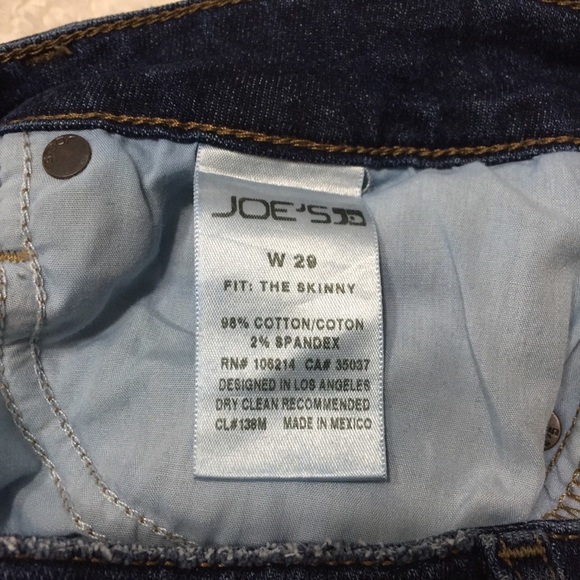 JOE'S
W 29
FIT: THE SKINNY
98% COTTON/COTON
2% SPANDEX
RN# 106214 CA# 35037
DESIGNED IN LOS ANGELES
DRY CLEAN RECOMMENDED
CL#138M MADE IN MEXICO